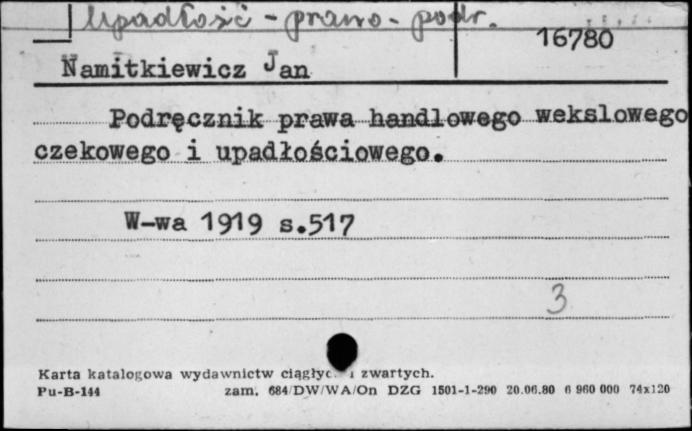 Upadłość - prawo - podr.
16780
Namitkiewicz Jan
Podręcznik prawa handlowego wekslowego
czekowego i upadłościowego.
W-wa 1919 s.517
3
Karta katalogowa wydawnictw ciągłyc i zwartych.
Pu-B-144 zam. 684/DW/WA/On DZG 1501-1-290 20.06.80 6 960 000 74x120